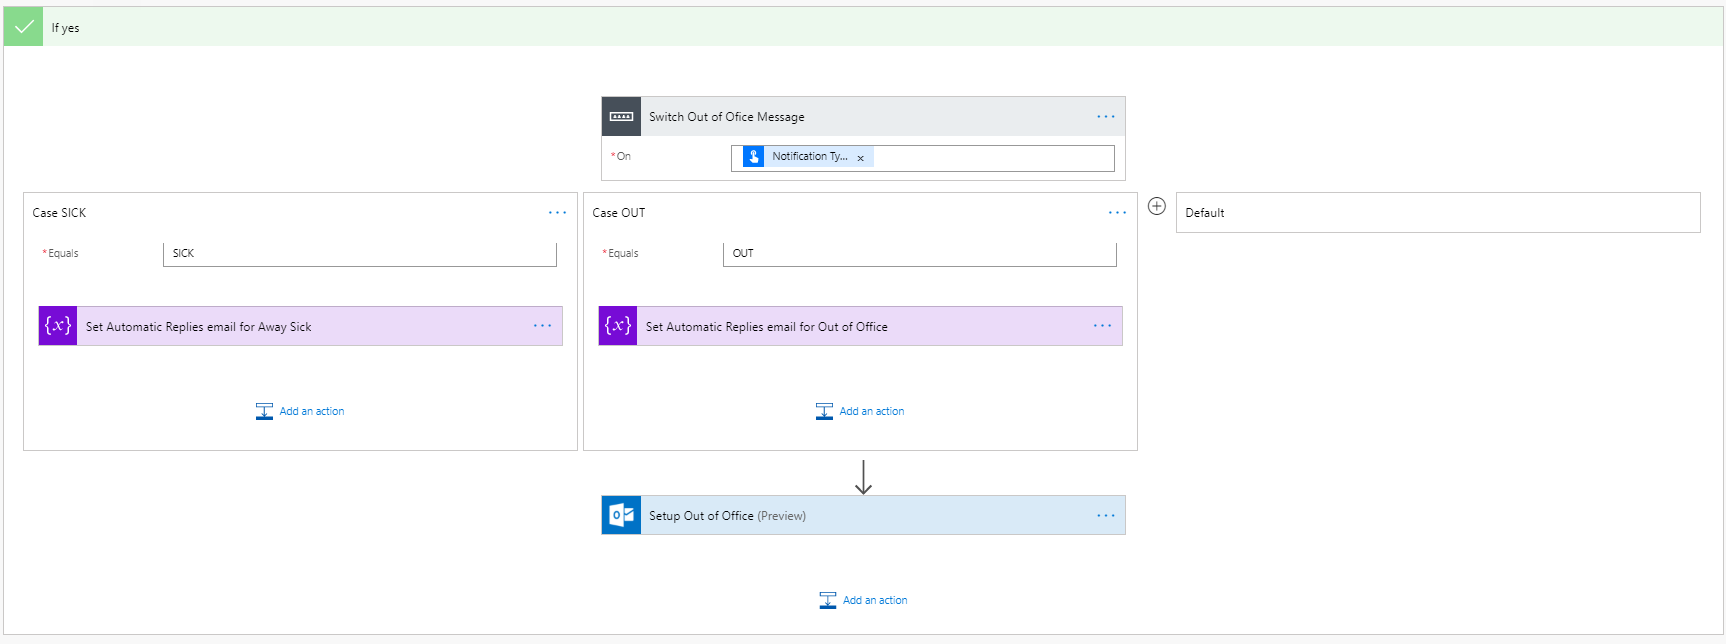 If yes
Switch Out of Ofice Message
*On
Notification Ty... ×
Case SICK
*Equals
SICK
Set Automatic Replies email for Away Sick
Add an action
Case OUT
*Equals
OUT
Set Automatic Replies email for Out of Office
Add an action
Default
Setup Out of Office (Preview)
Add an action